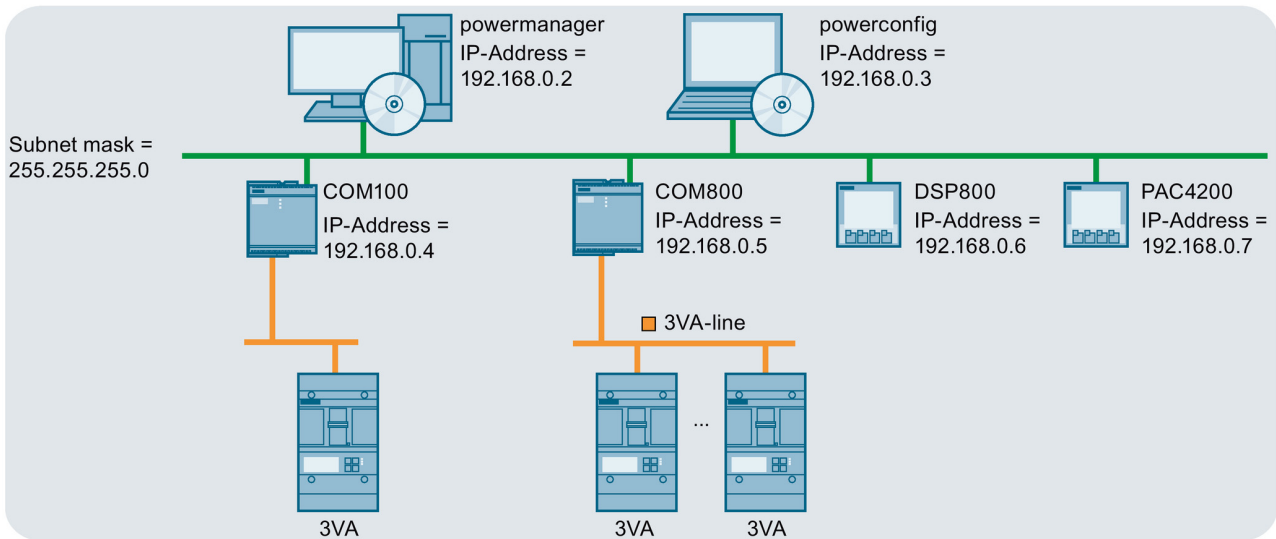 powermanager
IP-Address =
192.168.0.2
powerconfig
IP-Address =
192.168.0.3
Subnet mask =
255.255.255.0
COM100
IP-Address =
192.168.0.4
COM800
IP-Address =
192.168.0.5
DSP800
IP-Address =
192.168.0.6
PAC4200
IP-Address =
192.168.0.7
3VA-line
...
3VA
3VA
3VA